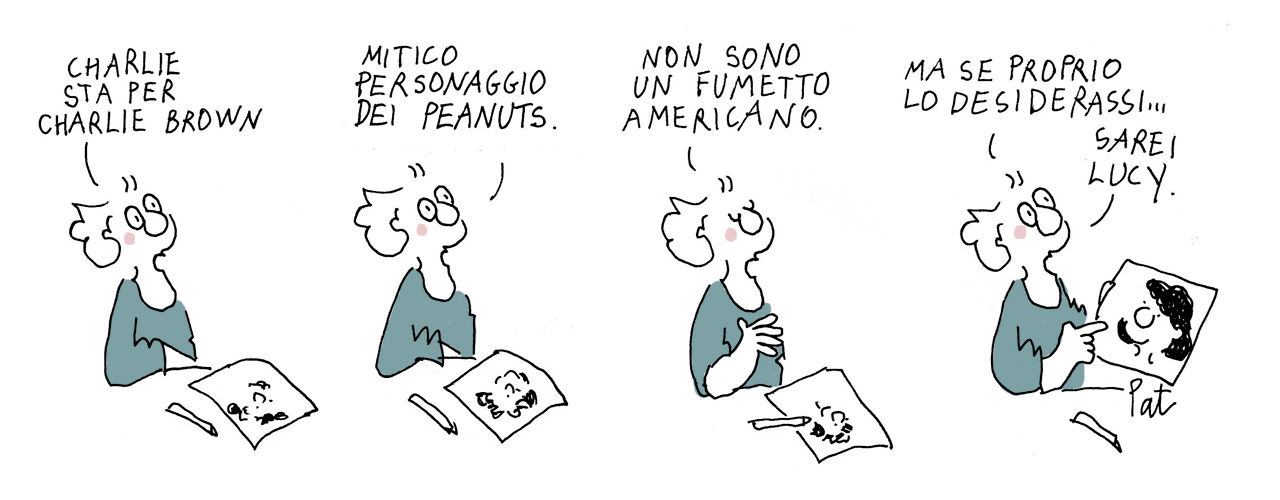 CHARLIE
STA PER
CHARLIE BROWN
MITICO
PERSONAGGIO
DEI PEANUTS.
NON SONO
UN FUMETTO
AMERICANO.
MA SE PROPRIO
LO DESIDERASSI...
SAREI
LUCY.
Pat